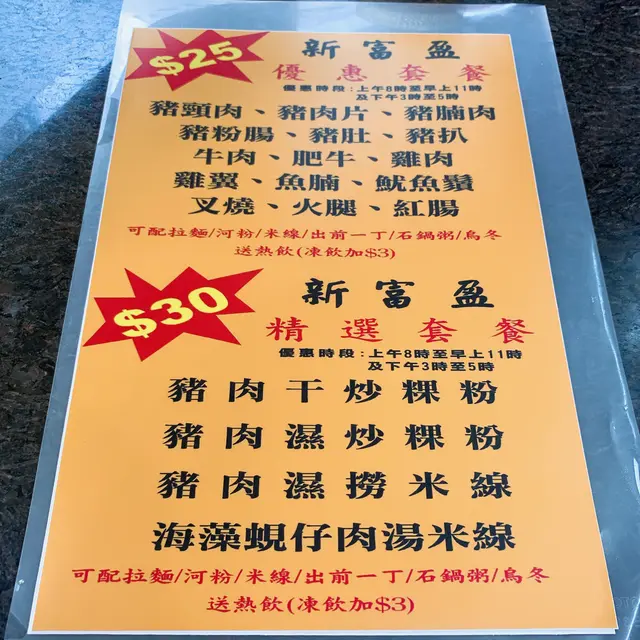 $25
新富盈
優惠套餐
優惠時段:上午8時至早上11時
及下午3時至5時
豬頸肉、豬肉片、豬腩肉
豬粉腸、豬肚、豬扒
牛肉、肥牛、雞肉
雞翼、魚腩、魷魚鬚
叉燒、火腿、紅腸
可配拉麵/河粉/米線/出前一丁/石鍋粥/烏冬
送熱飲(凍飲加$3)
$30
新富盈
精選套餐
優惠時段:上午8時至早上11時
及下午3時至5時
豬肉干炒粿粉
豬肉濕炒粿粉
豬肉濕撈米線
海藻蜆仔肉湯米線
可配拉麵/河粉/米線/出前一丁/石鍋粥/烏冬
送熱飲(凍飲加$3)